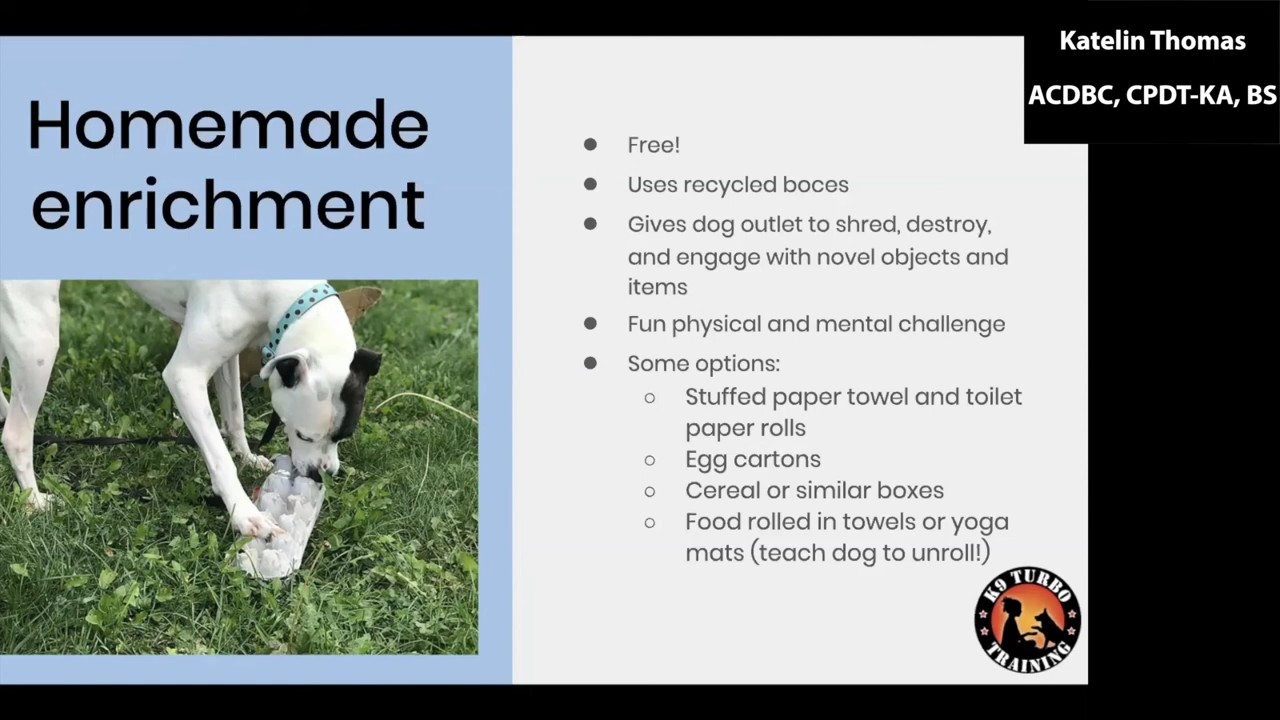 Katelin Thomas
ACDBC, CPDT-KA, BS
Homemade
enrichment
● Free!
● Uses recycled boces
● Gives dog outlet to shred, destroy,
and engage with novel objects and
items
● Fun physical and mental challenge
● Some options:
○ Stuffed paper towel and toilet
paper rolls
○ Egg cartons
○ Cereal or similar boxes
○ Food rolled in towels or yoga
mats (teach dog to unroll!)
K9 TURBO
TRAINING